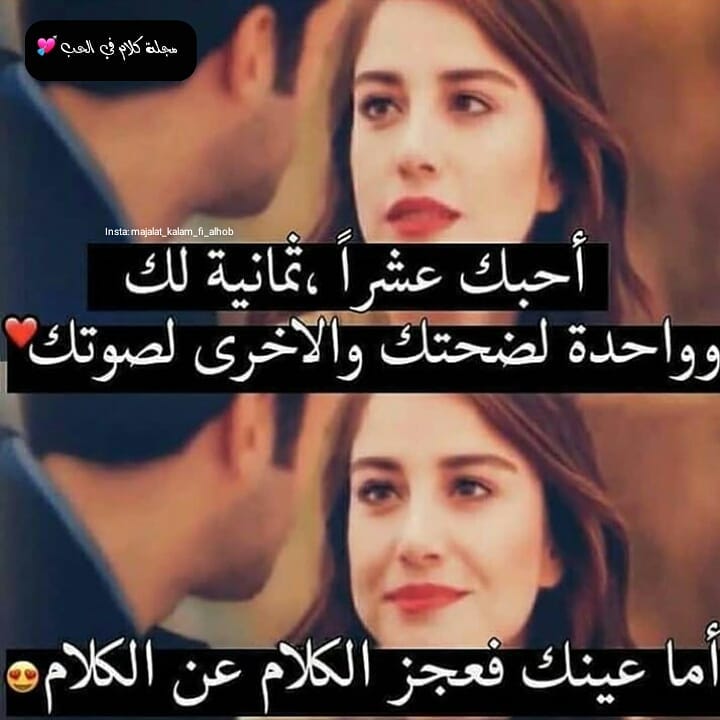 مجلة كلام في الحب 💘
Insta:majalat_kalam_fi_alhob
أحبك عشراً ،ثمانية لك
وواحدة لضحتك والاخرى لصوتك❤️
أما عينك فعجز الكلام عن الكلام😍